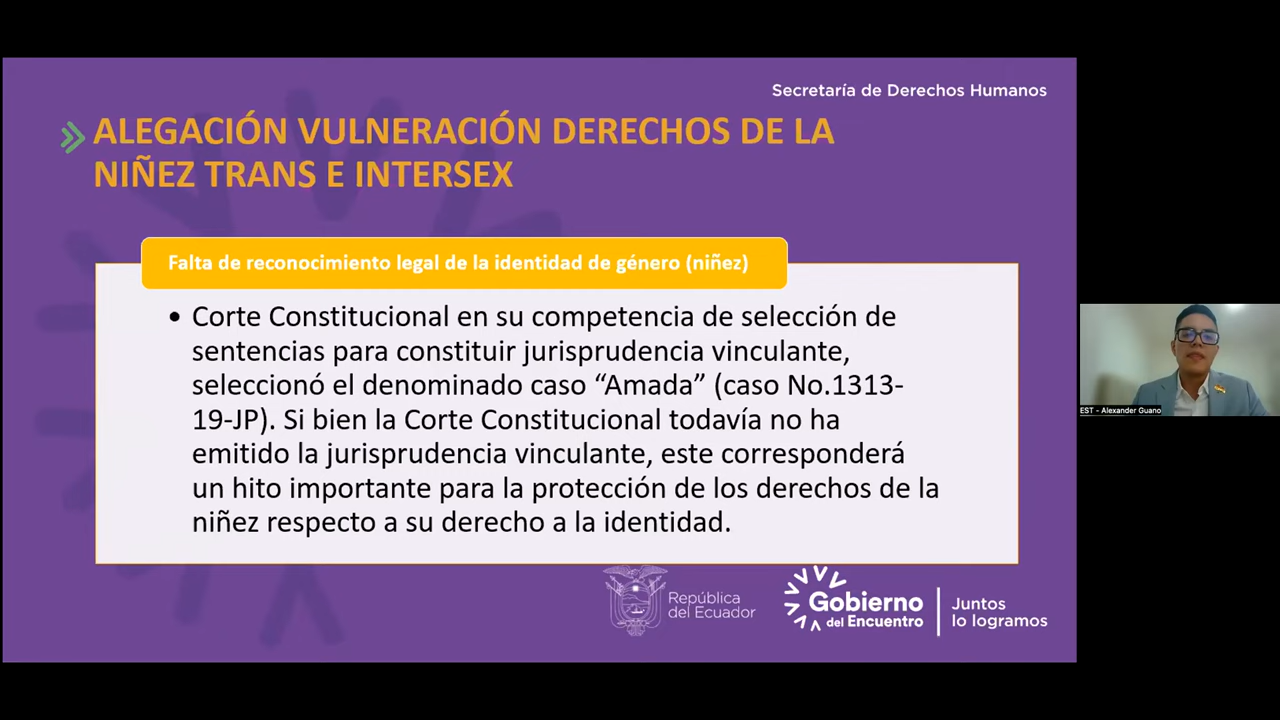 Secretaría de Derechos Humanos
ALEGACIÓN VULNERACIÓN DERECHOS DE LA
NIÑEZ TRANS E INTERSEX
Falta de reconocimiento legal de la identidad de género (niñez)
• Corte Constitucional en su competencia de selección de
sentencias para constituir jurisprudencia vinculante,
seleccionó el denominado caso “Amada” (caso No.1313-
19-JP). Si bien la Corte Constitucional todavía no ha
emitido la jurisprudencia vinculante, este corresponderá
un hito importante para la protección de los derechos de la
niñez respecto a su derecho a la identidad.
República
del Ecuador
Gobierno
del Encuentro
Juntos
lo logramos
EST - Alexander Guano